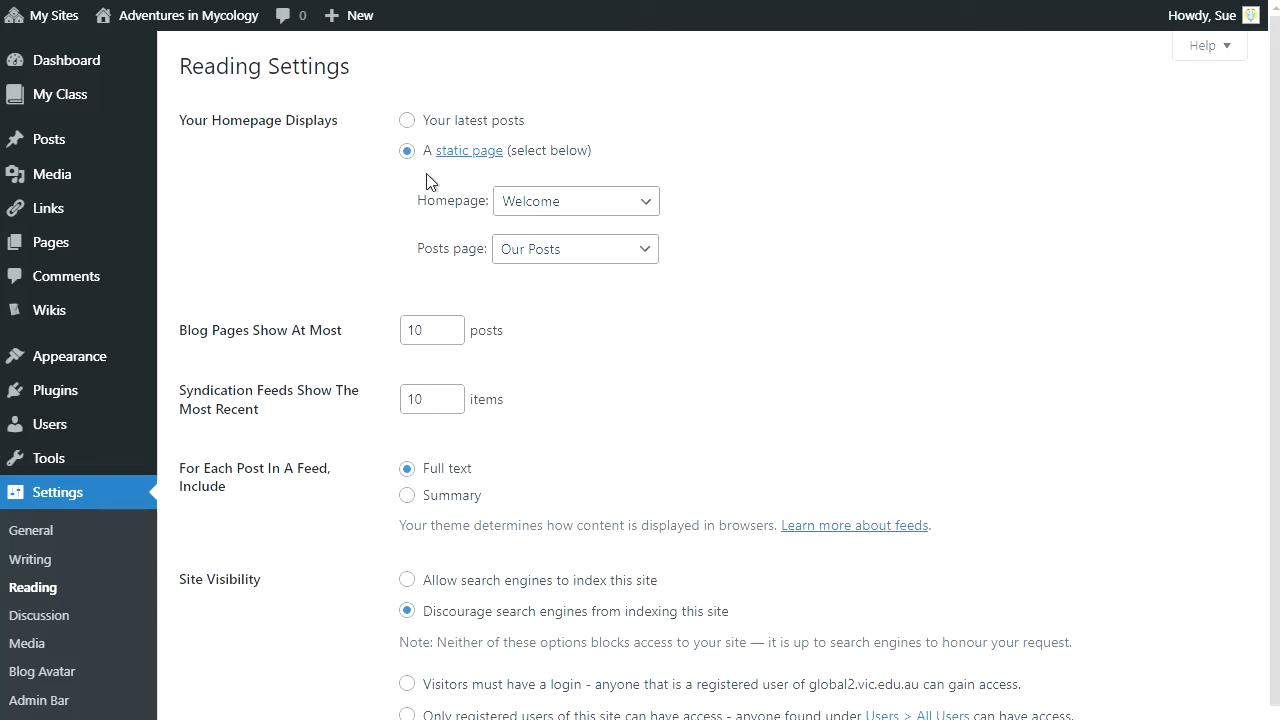 My Sites
Adventures in Mycology
0
New
Howdy, Sue
Help
Dashboard
My Class
Posts
Media
Links
Pages
Comments
Wikis
Appearance
Plugins
Users
Tools
Settings
General
Writing
Reading
Discussion
Media
Blog Avatar
Admin Bar
Reading Settings
Your Homepage Displays
Your latest posts
A static page (select below)
Homepage: Welcome
Posts page: Our Posts
Blog Pages Show At Most
10 posts
Syndication Feeds Show The
Most Recent
10 items
For Each Post In A Feed,
Include
Full text
Summary
Your theme determines how content is displayed in browsers. Learn more about feeds.
Site Visibility
Allow search engines to index this site
Discourage search engines from indexing this site
Note: Neither of these options blocks access to your site — it is up to search engines to honour your request.
Visitors must have a login - anyone that is a registered user of global2.vic.edu.au can gain access.
Only registered users of this site can have access - anyone found under Users > All Users can have access.